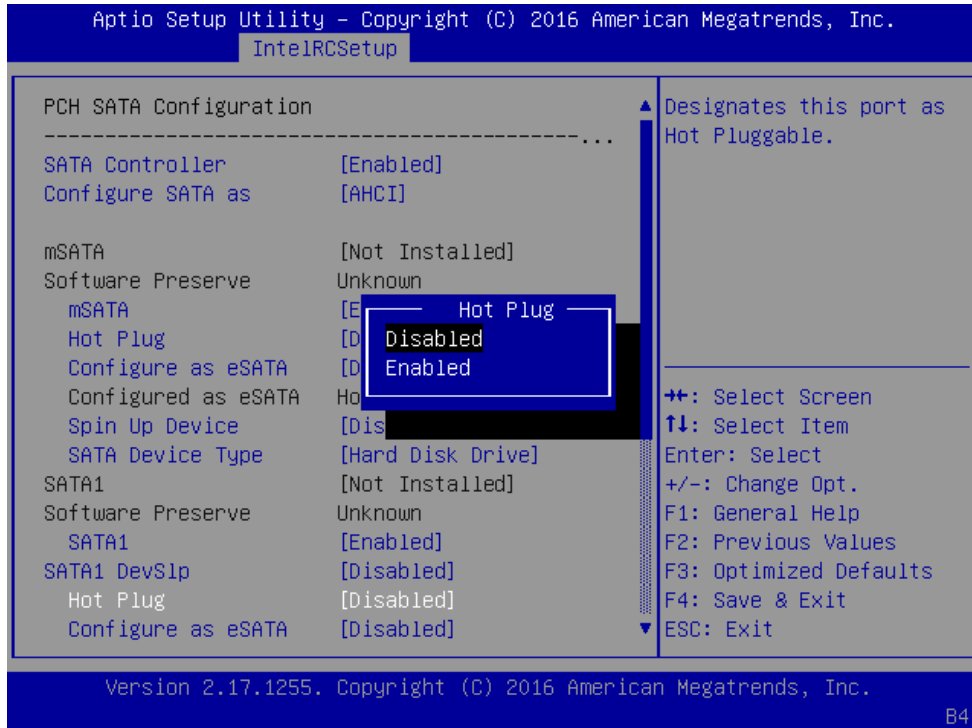 Aptio Setup Utility – Copyright (C) 2016 American Megatrends, Inc.
IntelRCSetup
PCH SATA Configuration
--------------------------------------------...
SATA Controller [Enabled]
Configure SATA as [AHCI]
mSATA [Not Installed]
Software Preserve Unknown
mSATA [E
Hot Plug [D
Configure as eSATA [D
Configured as eSATA Ho
Spin Up Device [Dis
SATA Device Type [Hard Disk Drive]
SATA1 [Not Installed]
Software Preserve Unknown
SATA1 [Enabled]
SATA1 DevSlp [Disabled]
Hot Plug [Disabled]
Configure as eSATA [Disabled]
Hot Plug
Disabled
Enabled
Designates this port as
Hot Pluggable.
→←: Select Screen
↑↓: Select Item
Enter: Select
+/-: Change Opt.
F1: General Help
F2: Previous Values
F3: Optimized Defaults
F4: Save & Exit
ESC: Exit
Version 2.17.1255. Copyright (C) 2016 American Megatrends, Inc.
B4